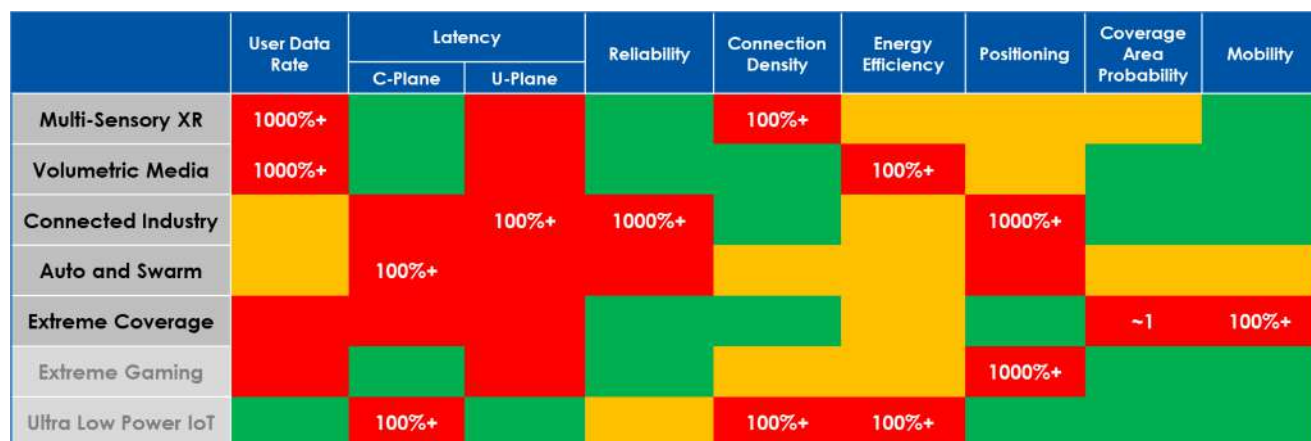 User Data
Rate
Latency
C-Plane U-Plane
Reliability
Connection
Density
Energy
Efficiency
Positioning
Coverage
Area
Probability
Mobility
Multi-Sensory XR 1000%+ 100%+
Volumetric Media 1000%+ 100%+
Connected Industry 100%+ 1000%+ 1000%+
Auto and Swarm 100%+
Extreme Coverage ~1 100%+
Extreme Gaming 1000%+
Ultra Low Power IoT 100%+ 100%+ 100%+